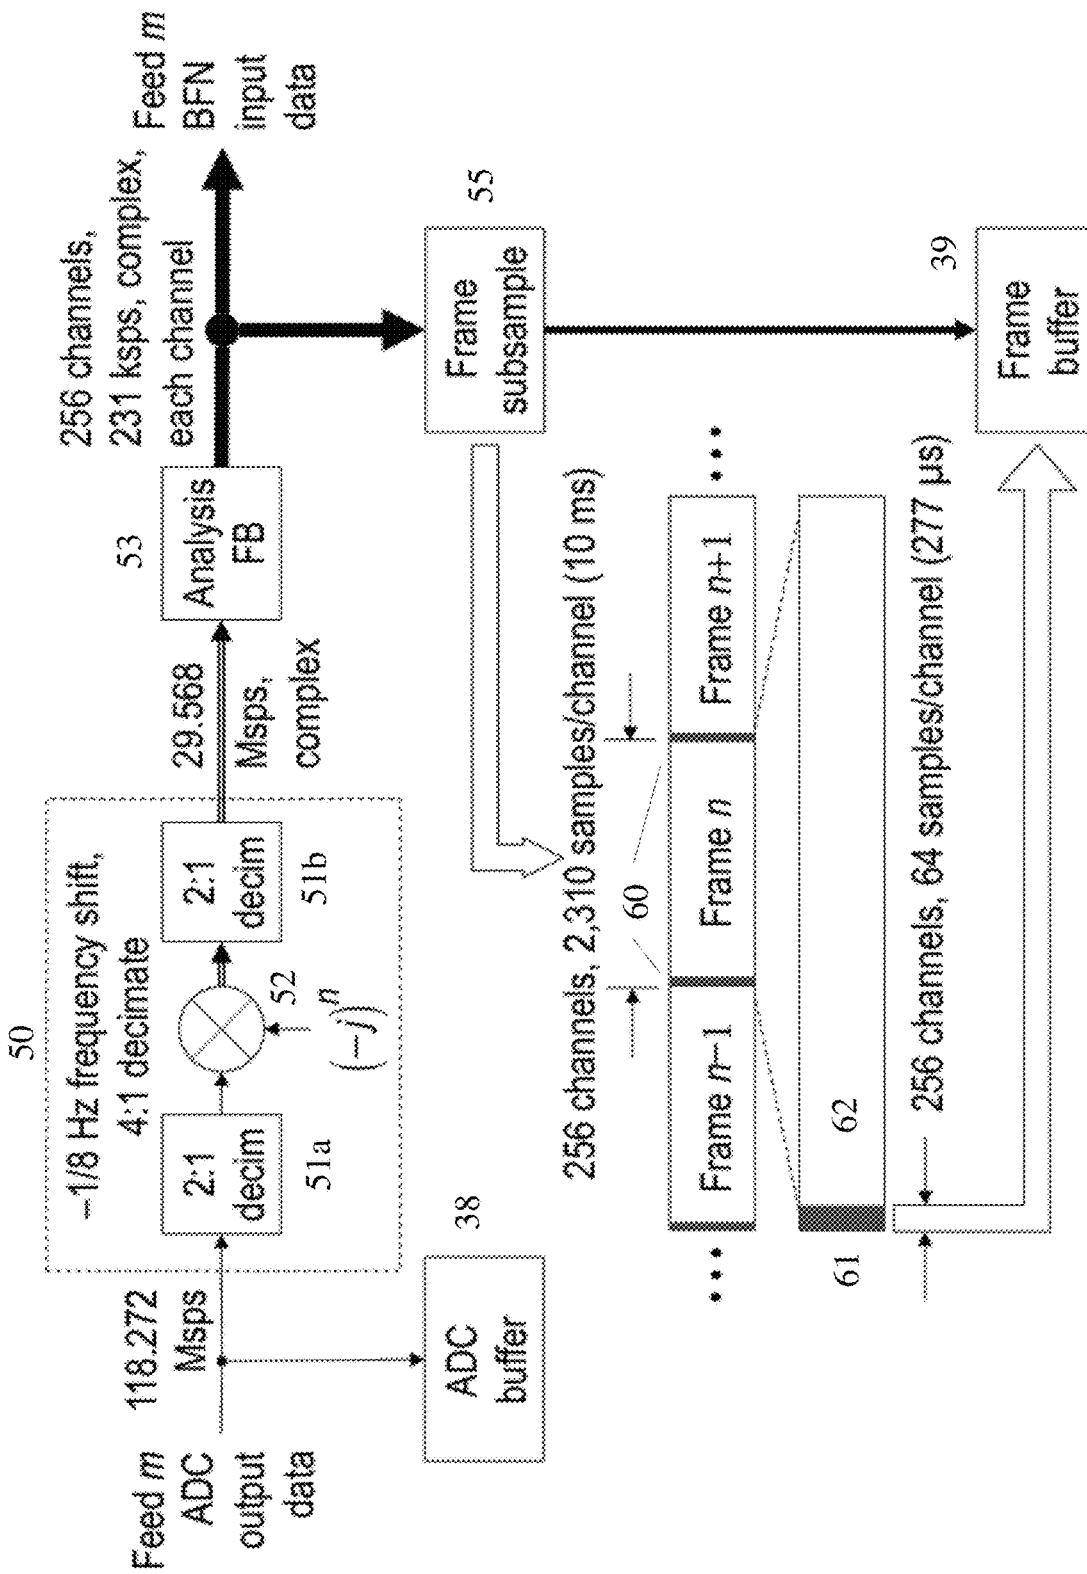 Feed m
ADC
output
data
118.272
Msps
38
ADC
buffer
50
–1/8 Hz frequency shift,
4:1 decimate
2:1
decim
51a
52
(–j)^n
2:1
decim
51b
29.568
Msps,
complex
53
Analysis
FB
256 channels,
231 ksps, complex,
each channel
Feed m
BFN
input
data
Frame
subsample
55
256 channels, 2,310 samples/channel (10 ms)
60
•••
Frame n–1
Frame n
Frame n+1
•••
61
62
256 channels, 64 samples/channel (277 μs)
Frame
buffer
39